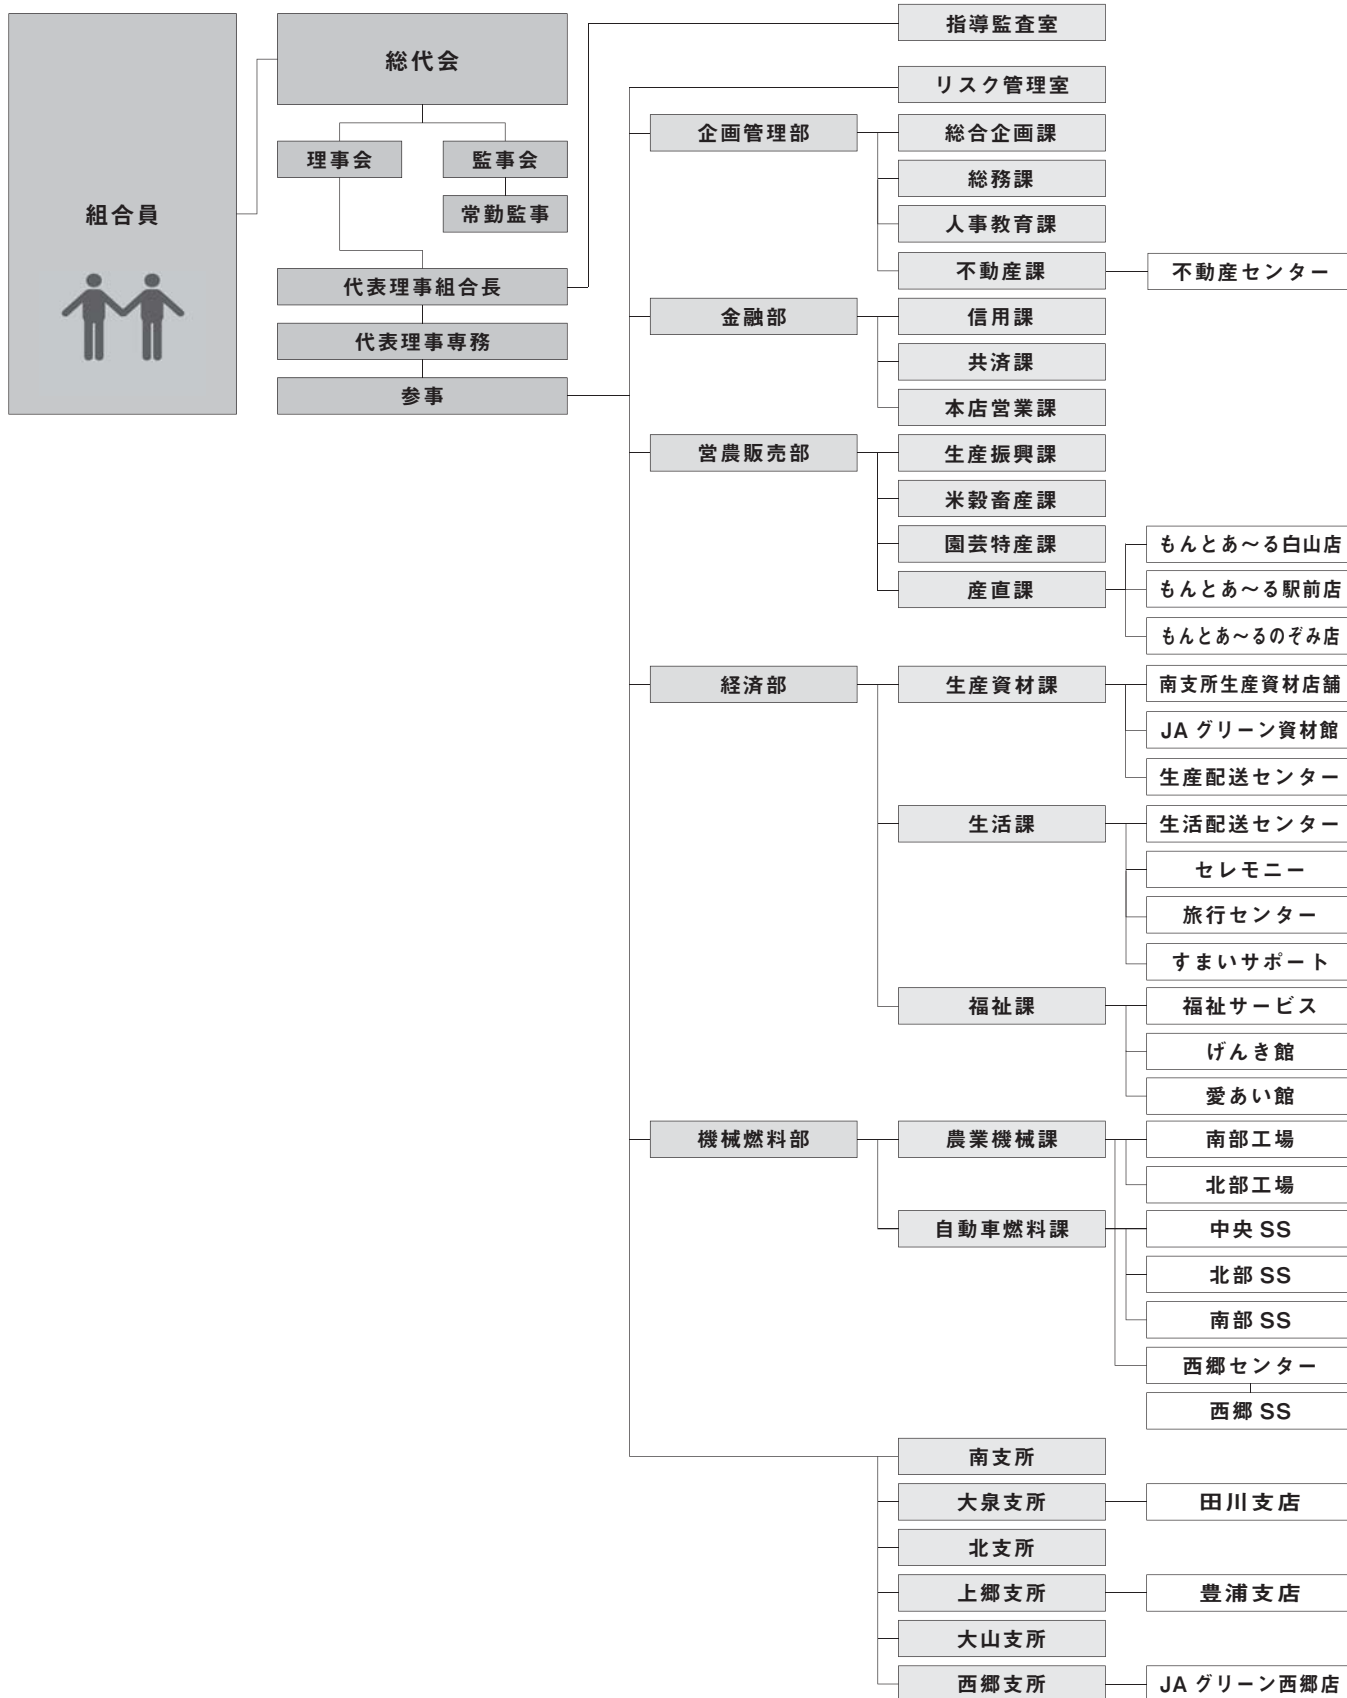 組合員
総代会
理事会
監事会
常勤監事
代表理事組合長
代表理事専務
参事
指導監査室
リスク管理室
企画管理部
総合企画課
総務課
人事教育課
不動産課
不動産センター
金融部
信用課
共済課
本店営業課
営農販売部
生産振興課
米穀畜産課
園芸特産課
産直課
もんとあ～る白山店
もんとあ～る駅前店
もんとあ～るのぞみ店
経済部
生産資材課
南支所生産資材店舗
JA グリーン資材館
生産配送センター
生活課
生活配送センター
セレモニー
旅行センター
すまいサポート
福祉課
福祉サービス
げんき館
愛あい館
機械燃料部
農業機械課
南部工場
北部工場
自動車燃料課
中央 SS
北部 SS
南部 SS
西郷センター
西郷 SS
南支所
大泉支所
田川支店
北支所
上郷支所
豊浦支店
大山支所
西郷支所
JA グリーン西郷店